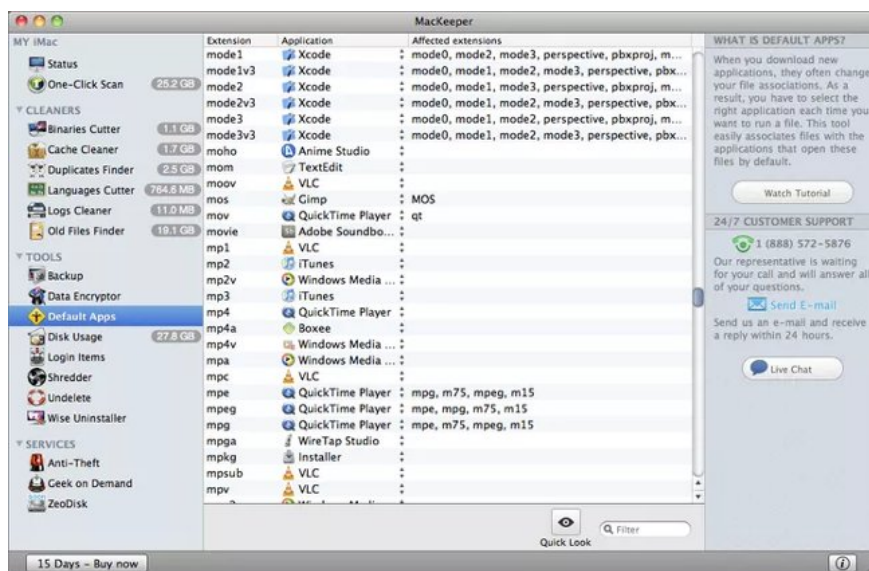 MacKeeper
MY iMac
Status
One-Click Scan 25.2 GB
CLEANERS
Binaries Cutter 1.1 GB
Cache Cleaner 1.7 GB
Duplicates Finder 2.5 GB
Languages Cutter 764.6 MB
Logs Cleaner 11.0 MB
Old Files Finder 19.1 GB
TOOLS
Backup
Data Encryptor
Default Apps
Disk Usage 27.8 GB
Login Items
Shredder
Undelete
Wise Uninstaller
SERVICES
Anti-Theft
Geek on Demand
ZeoDisk
15 Days - Buy now
Extension Application Affected extensions
mode1 Xcode mode0, mode2, mode3, perspective, pbxproj, m...
mode1v3 Xcode mode0, mode1, mode2, mode3, perspective, pbx...
mode2 Xcode mode0, mode1, mode3, perspective, pbxproj, m...
mode2v3 Xcode mode0, mode1, mode2, mode3, perspective, pbx...
mode3 Xcode mode0, mode1, mode2, perspective, pbxproj, m...
mode3v3 Xcode mode0, mode1, mode2, mode3, perspective, pbx...
moho Anime Studio
mom TextEdit
moov VLC
mos Gimp MOS
mov QuickTime Player qt
movie Adobe Soundbo...
mp1 VLC
mp2 iTunes
mp2v Windows Media ...
mp3 iTunes
mp4 QuickTime Player
mp4a Boxee
mp4v Windows Media ...
mpa Windows Media ...
mpc VLC
mpe QuickTime Player mpg, m75, mpeg, m15
mpeg QuickTime Player mpe, mpg, m75, m15
mpg QuickTime Player mpe, m75, mpeg, m15
mpga WireTap Studio
mpkg Installer
mpsub VLC
mpv VLC
Quick Look
Filter
WHAT IS DEFAULT APPS?
When you download new
applications, they often change
your file associations. As a
result, you have to select the
right application each time you
want to run a file. This tool
easily associates files with the
applications that open these
files by default.
Watch Tutorial
24/7 CUSTOMER SUPPORT
1 (888) 572-5876
Our representative is waiting
for your call and will answer all
of your questions.
Send E-mail
Send us an e-mail and receive
a reply within 24 hours.
Live Chat